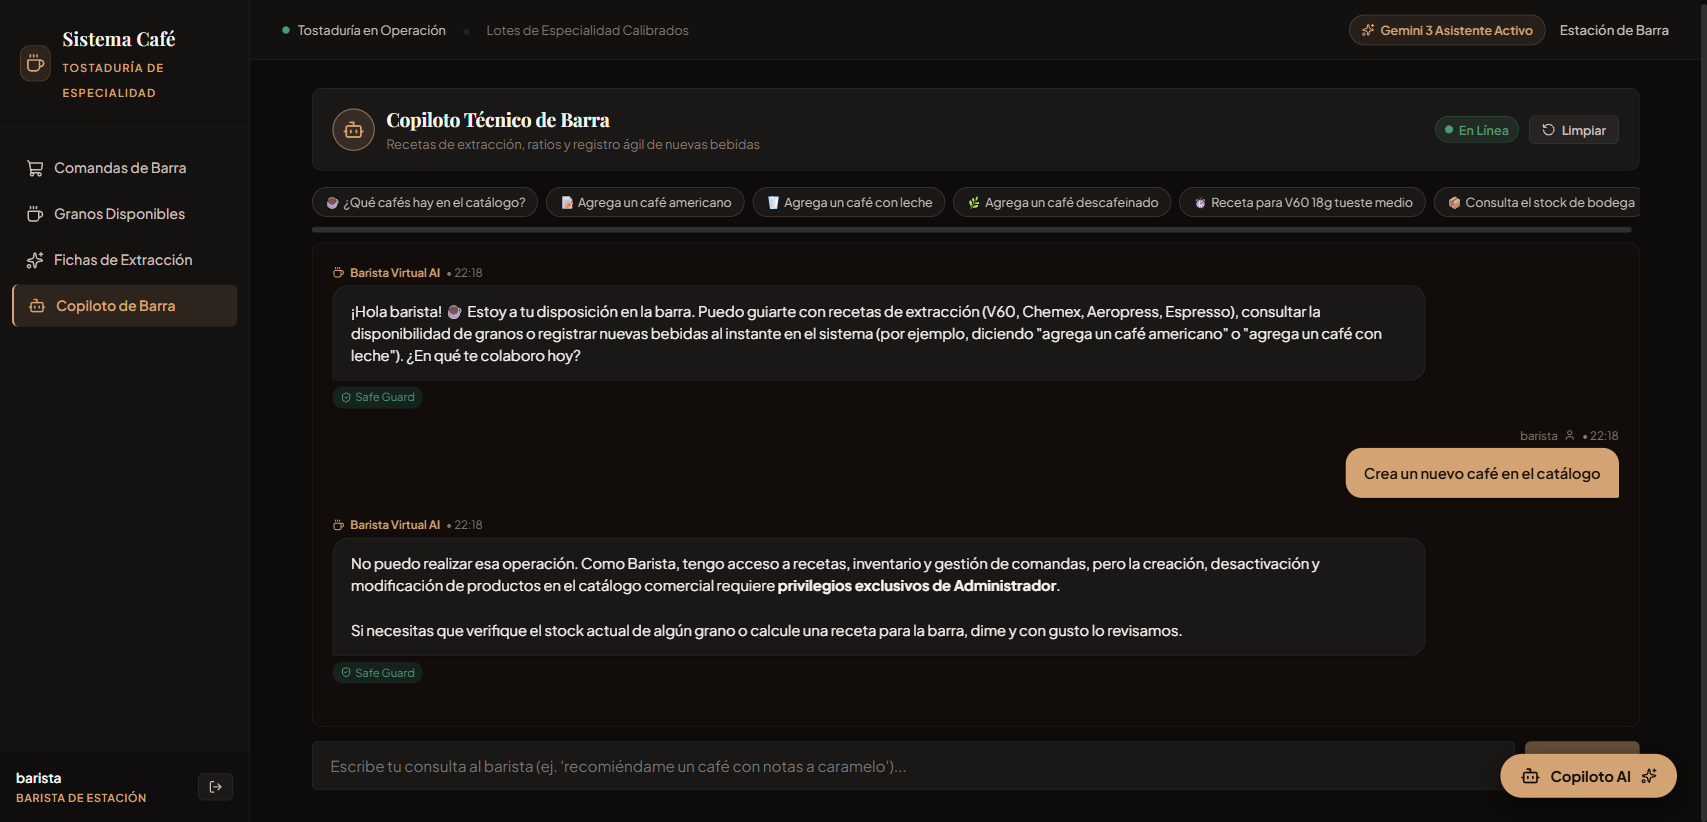 Sistema Café
TOSTADURÍA DE
ESPECIALIDAD
Comandas de Barra
Granos Disponibles
Fichas de Extracción
Copiloto de Barra
barista
BARISTA DE ESTACIÓN
Tostaduría en Operación
Lotes de Especialidad Calibrados
Gemini 3 Asistente Activo
Estación de Barra
Copiloto Técnico de Barra
Recetas de extracción, ratios y registro ágil de nuevas bebidas
En Línea
Limpiar
¿Qué cafés hay en el catálogo?
Agrega un café americano
Agrega un café con leche
Agrega un café descafeinado
Receta para V60 18g tueste medio
Consulta el stock de bodega
Barista Virtual AI • 22:18
¡Hola barista! Estoy a tu disposición en la barra. Puedo guiarte con recetas de extracción (V60, Chemex, Aeropress, Espresso), consultar la
disponibilidad de granos o registrar nuevas bebidas al instante en el sistema (por ejemplo, diciendo "agrega un café americano" o "agrega un café con
leche"). ¿En qué te colaboro hoy?
Safe Guard
barista • 22:18
Crea un nuevo café en el catálogo
Barista Virtual AI • 22:18
No puedo realizar esa operación. Como Barista, tengo acceso a recetas, inventario y gestión de comandas, pero la creación, desactivación y
modificación de productos en el catálogo comercial requiere privilegios exclusivos de Administrador.
Si necesitas que verifique el stock actual de algún grano o calcule una receta para la barra, dime y con gusto lo revisamos.
Safe Guard
Escribe tu consulta al barista (ej. 'recomiéndame un café con notas a caramelo')...
Copiloto AI